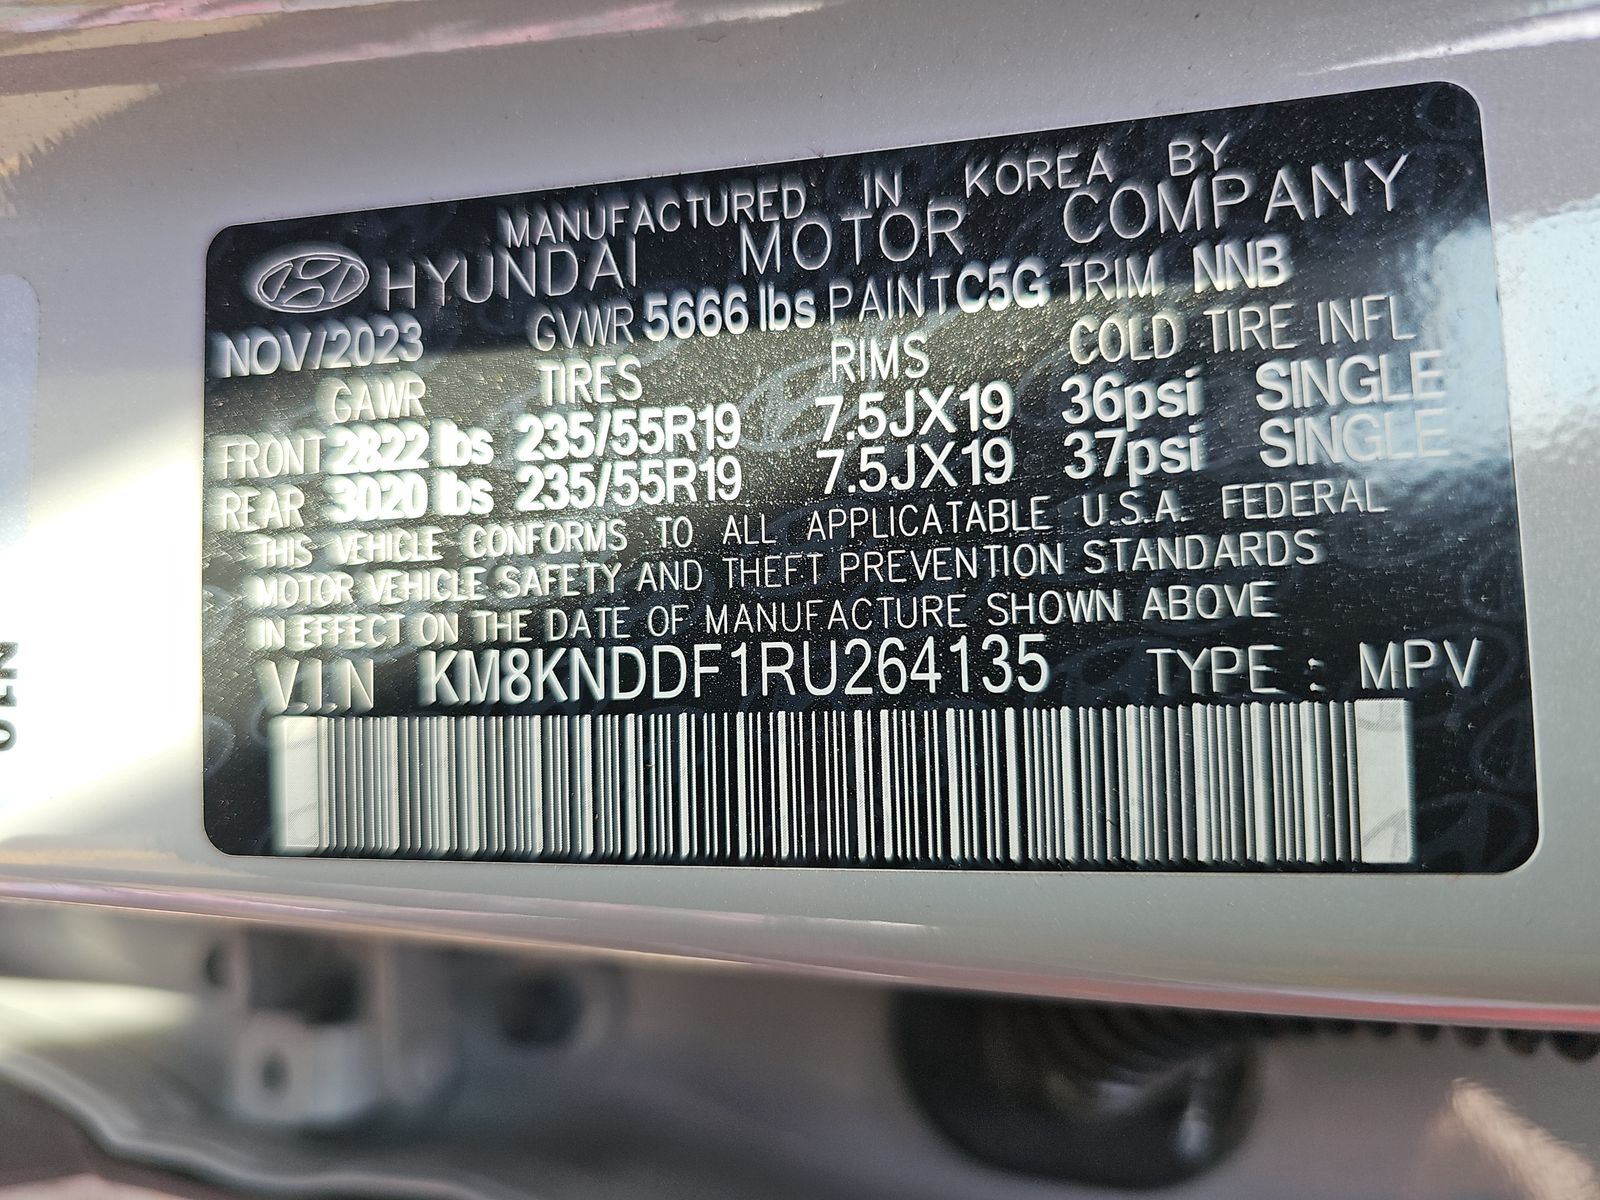 MANUFACTURED IN KOREA BY
HYUNDAI MOTOR COMPANY
NOV/2023 GVWR 5666 lbs PAINT C5G TRIM NNB
GAWR TIRES RIMS COLD TIRE INFL
FRONT 2822 lbs 235/55R19 7.5JX19 36psi SINGLE
REAR 3020 lbs 235/55R19 7.5JX19 37psi SINGLE
THIS VEHICLE CONFORMS TO ALL APPLICATABLE U.S.A. FEDERAL
MOTOR VEHICLE SAFETY AND THEFT PREVENTION STANDARDS
IN EFFECT ON THE DATE OF MANUFACTURE SHOWN ABOVE
V.I.N KM8KNDDF1RU264135 TYPE : MPV